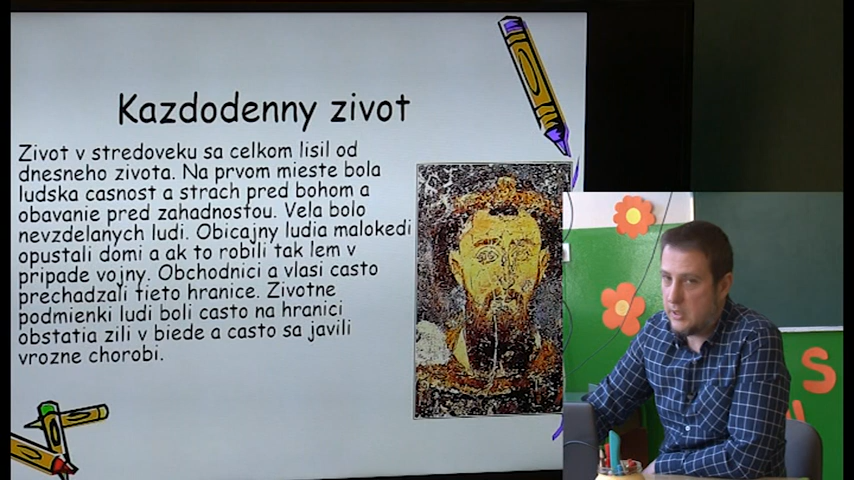 Kazdodenny zivot
Zivot v stredoveku sa celkom lisil od
dnesneho zivota. Na prvom mieste bola
ludska casnost a strach pred bohom a
obavanie pred zahadnostou. Vela bolo
nevzdelanych ludi. Obicajny ludia malokedi
opustali domi a ak to robili tak lem v
pripade vojny. Obchodnici a vlasi casto
prechadzali tieto hranice. Zivotne
podmienki ludi boli casto na hranici
obstatia zili v biede a casto sa javili
vrozne chorobi.
S